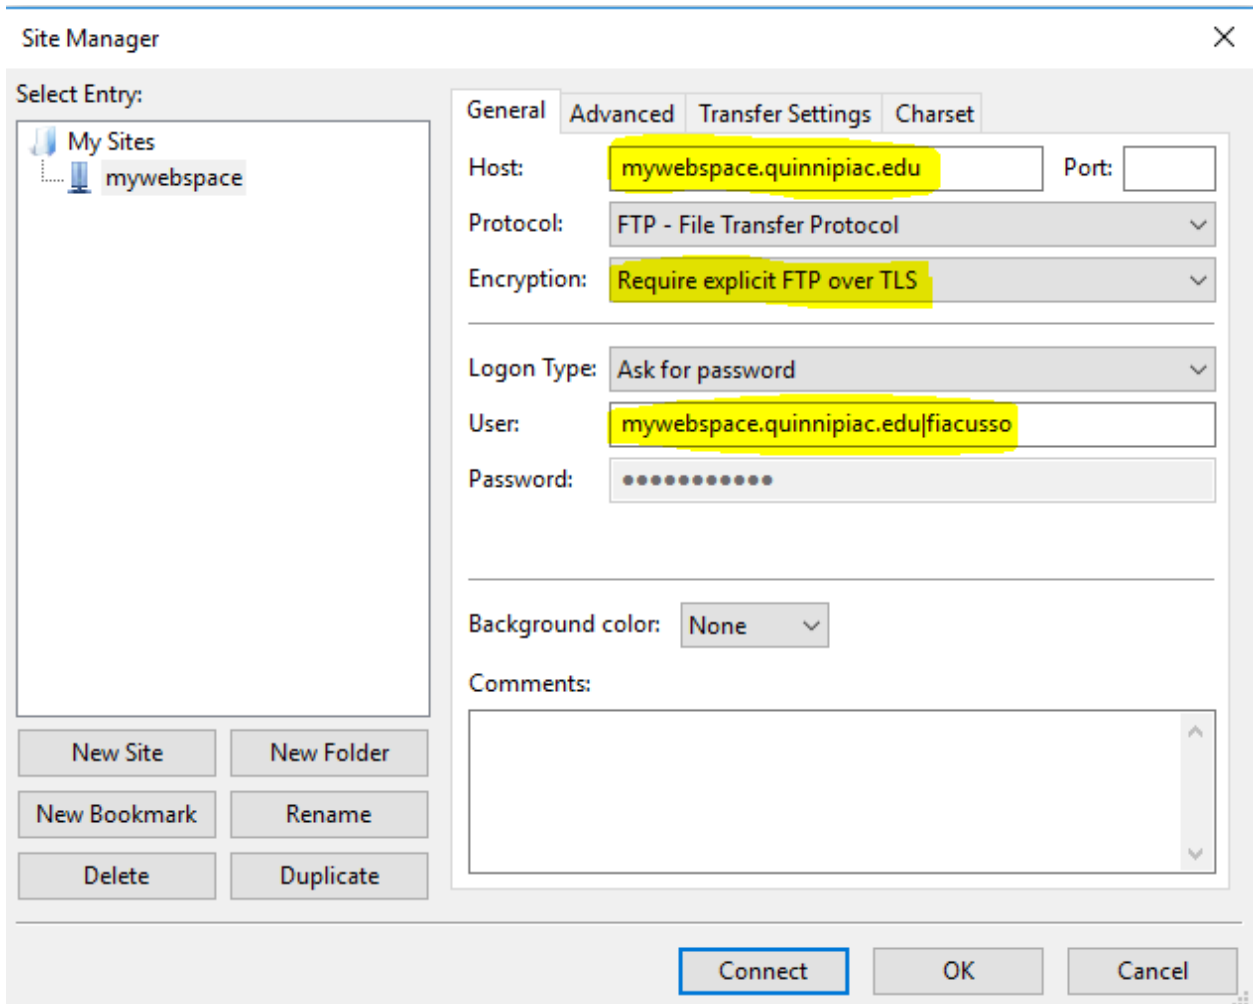 Site Manager
Select Entry:
My Sites
mywebspace
New Site
New Folder
New Bookmark
Rename
Delete
Duplicate
General
Advanced
Transfer Settings
Charset
Host:
mywebspace.quinnipiac.edu
Port:
Protocol:
FTP - File Transfer Protocol
Encryption:
Require explicit FTP over TLS
Logon Type:
Ask for password
User:
mywebspace.quinnipiac.edu|fiacusso
Password:
●●●●●●●●●●●
Background color:
None
Comments:
Connect
OK
Cancel